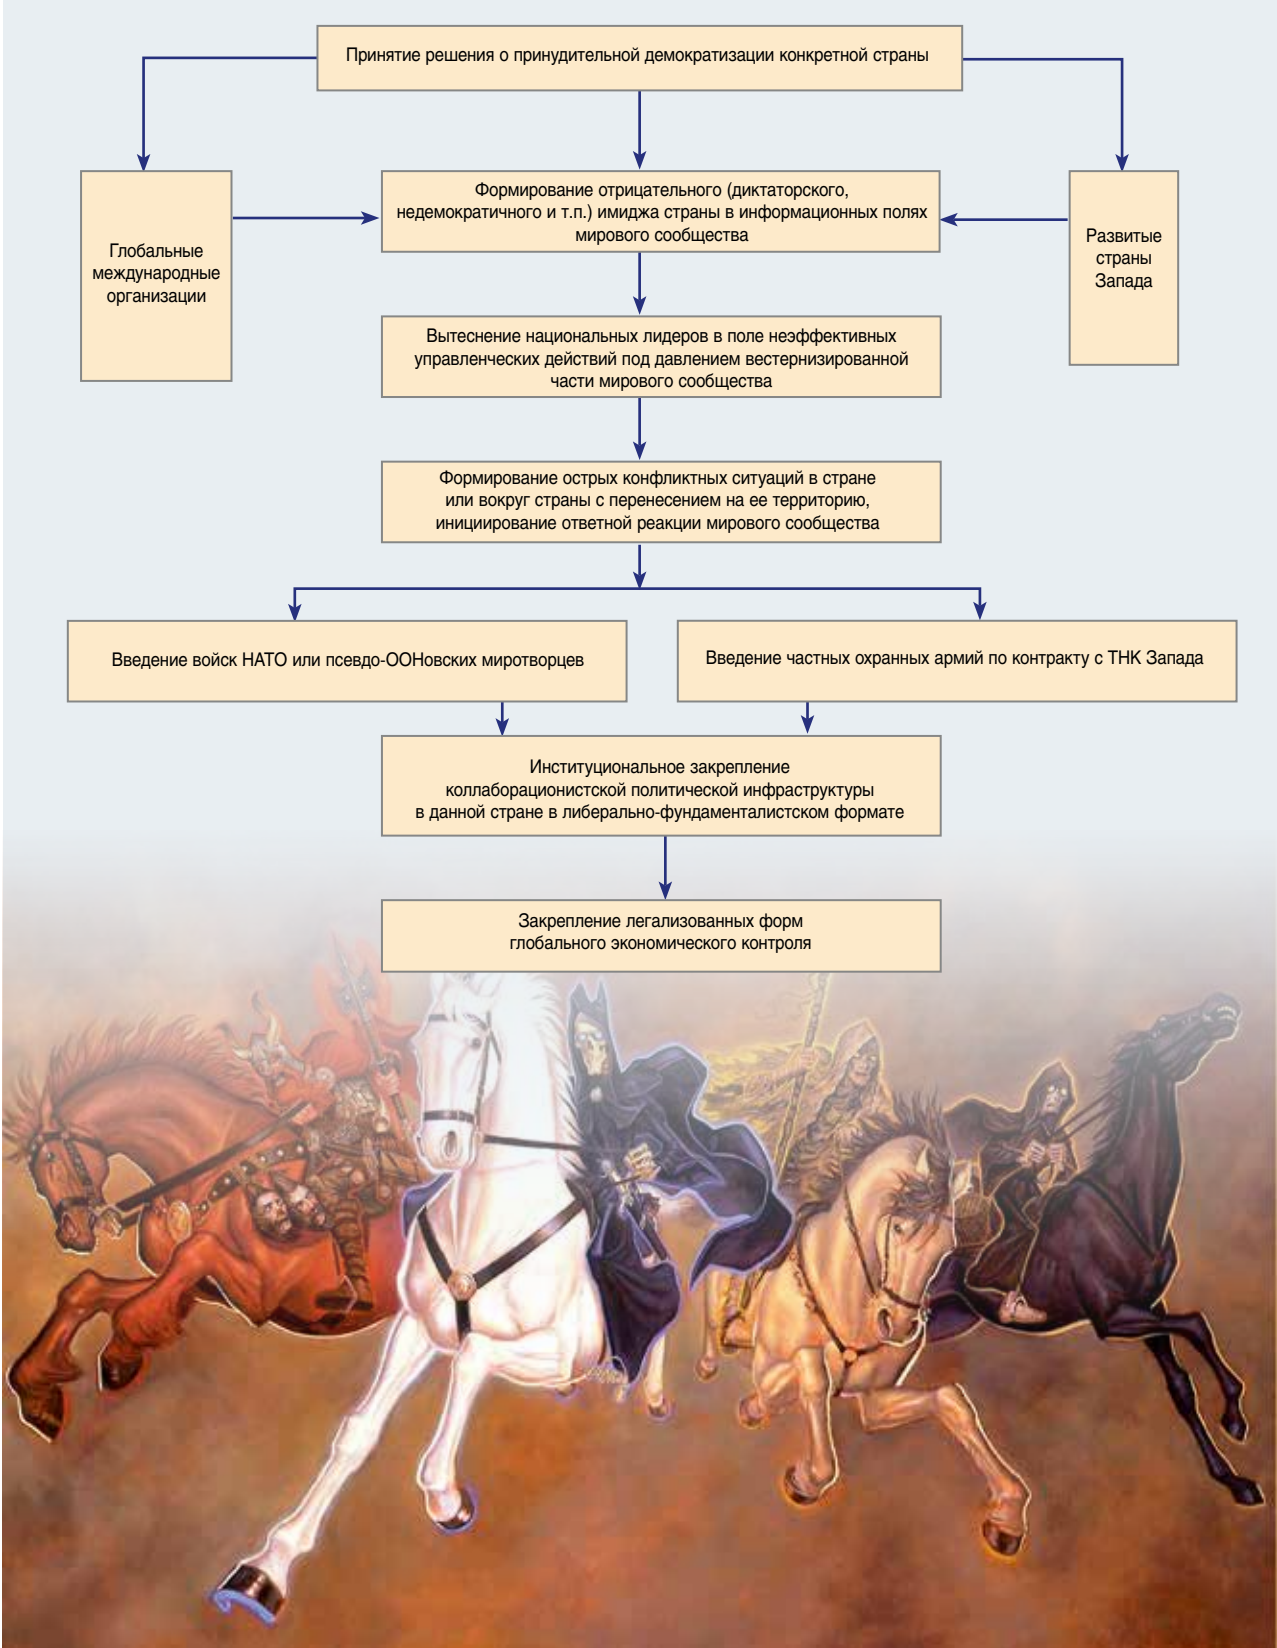 Принятие решения о принудительной демократизации конкретной страны
Глобальные
международные
организации
Формирование отрицательного (диктаторского,
недемократичного и т.п.) имиджа страны в информационных полях
мирового сообщества
Развитые
страны
Запада
Вытеснение национальных лидеров в поле неэффективных
управленческих действий под давлением вестернизированной
части мирового сообщества
Формирование острых конфликтных ситуаций в стране
или вокруг страны с перенесением на ее территорию,
инициирование ответной реакции мирового сообщества
Введение войск НАТО или псевдо-ООНовских миротворцев
Введение частных охранных армий по контракту с ТНК Запада
Институциональное закрепление
коллаборационистской политической инфраструктуры
в данной стране в либерально-фундаменталистском формате
Закрепление легализованных форм
глобального экономического контроля